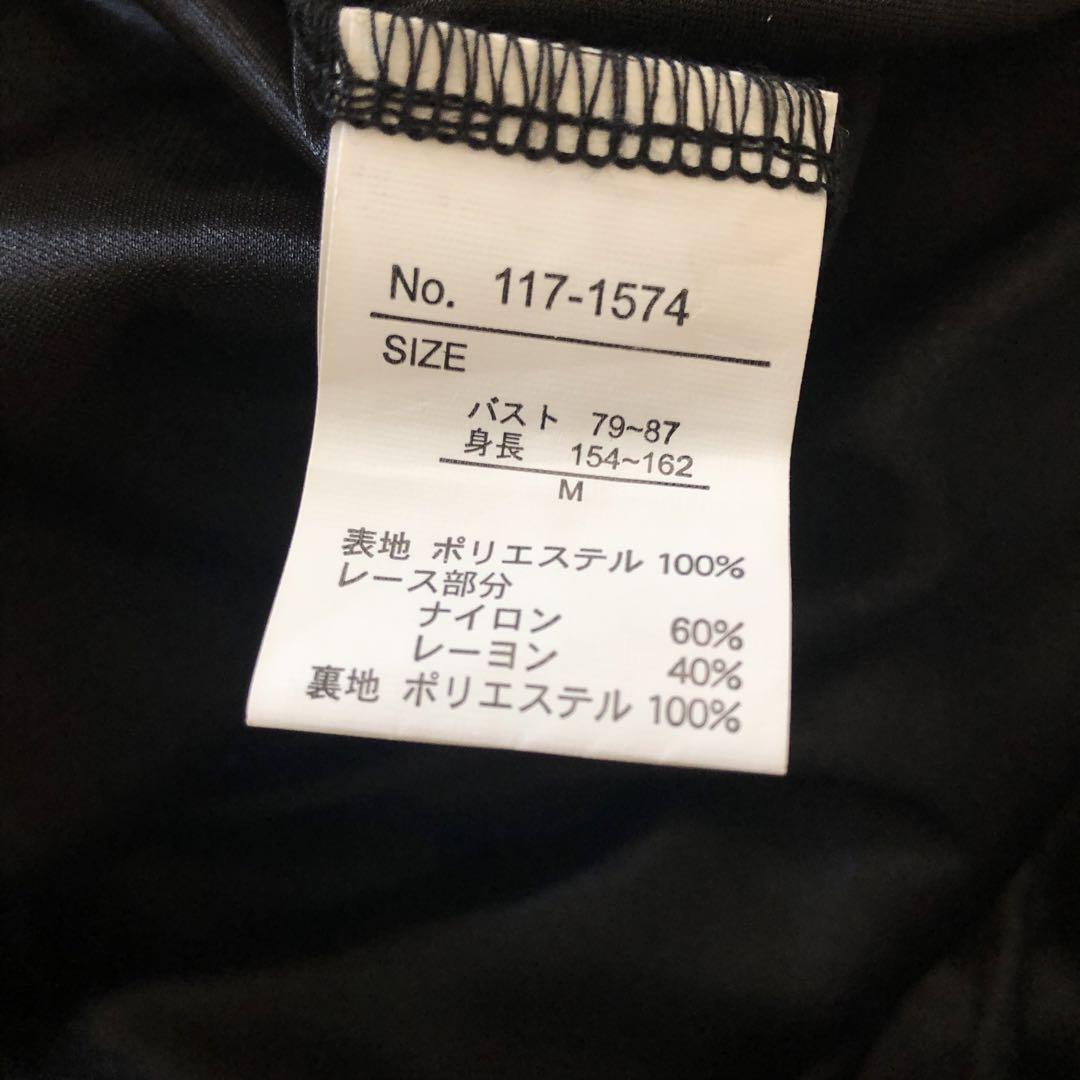 No. 117-1574
SIZE
バスト 79~87
身長 154~162
M
表地 ポリエステル 100%
レース部分
ナイロン 60%
レーヨン 40%
裏地 ポリエステル 100%